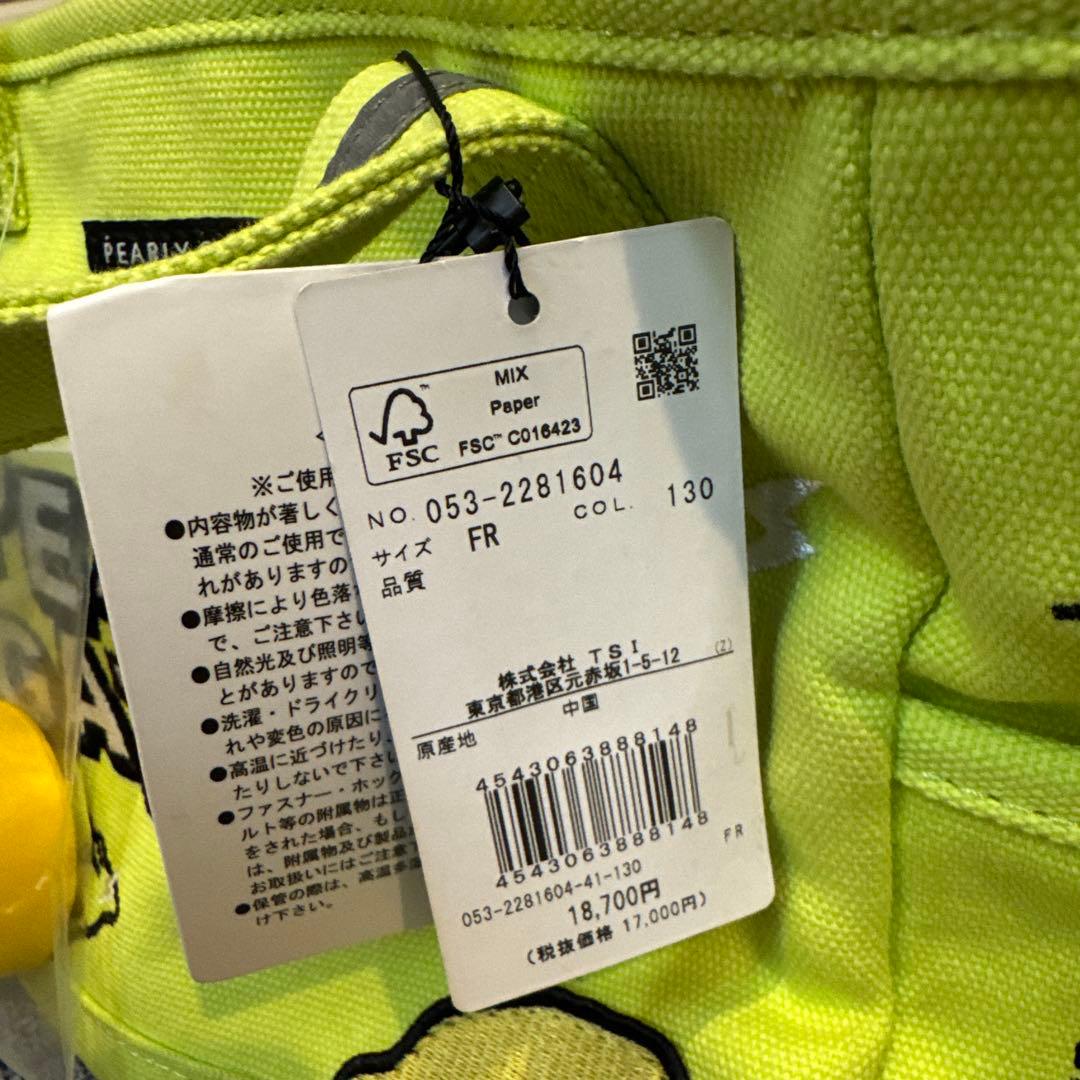 PEARLY
MIX
Paper
FSC™ C016423
FSC
NO. 053-2281604
COL. 130
サイズ FR
品質
株式会社 TSI
東京都港区元赤坂1-5-12 (Z)
中国
原産地
4543063888148
4543063888148
053-2281604-41-130 FR
18,700円
(税抜価格 17,000円)
※ご使用
●内容物が著しく
通常のご使用で
れがありますの
●摩擦により色落
で、ご注意下さい
●自然光及び照明等
とがありますので
●洗濯・ドライクリ
れや変色の原因に
●高温に近づけたり、
たりしないで下さい
●ファスナー・ホック
ルト等の附属物は正
をされた場合、もし
は、附属物及び製品
お取扱いにはご注意
●保管の際は、高温多
け下さい。